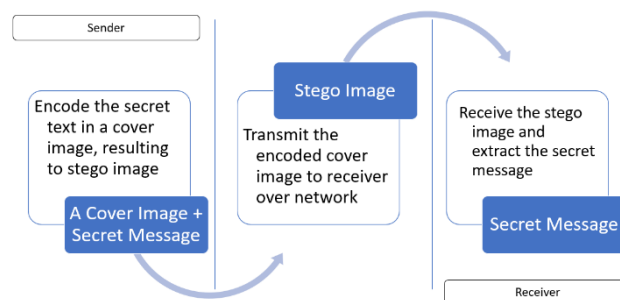 Sender
Encode the secret
text in a cover
image, resulting
to stego image
A Cover Image +
Secret Message
Stego Image
Transmit the
encoded cover
image to receiver
over network
Receive the stego
image and
extract the secret
message
Secret Message
Receiver